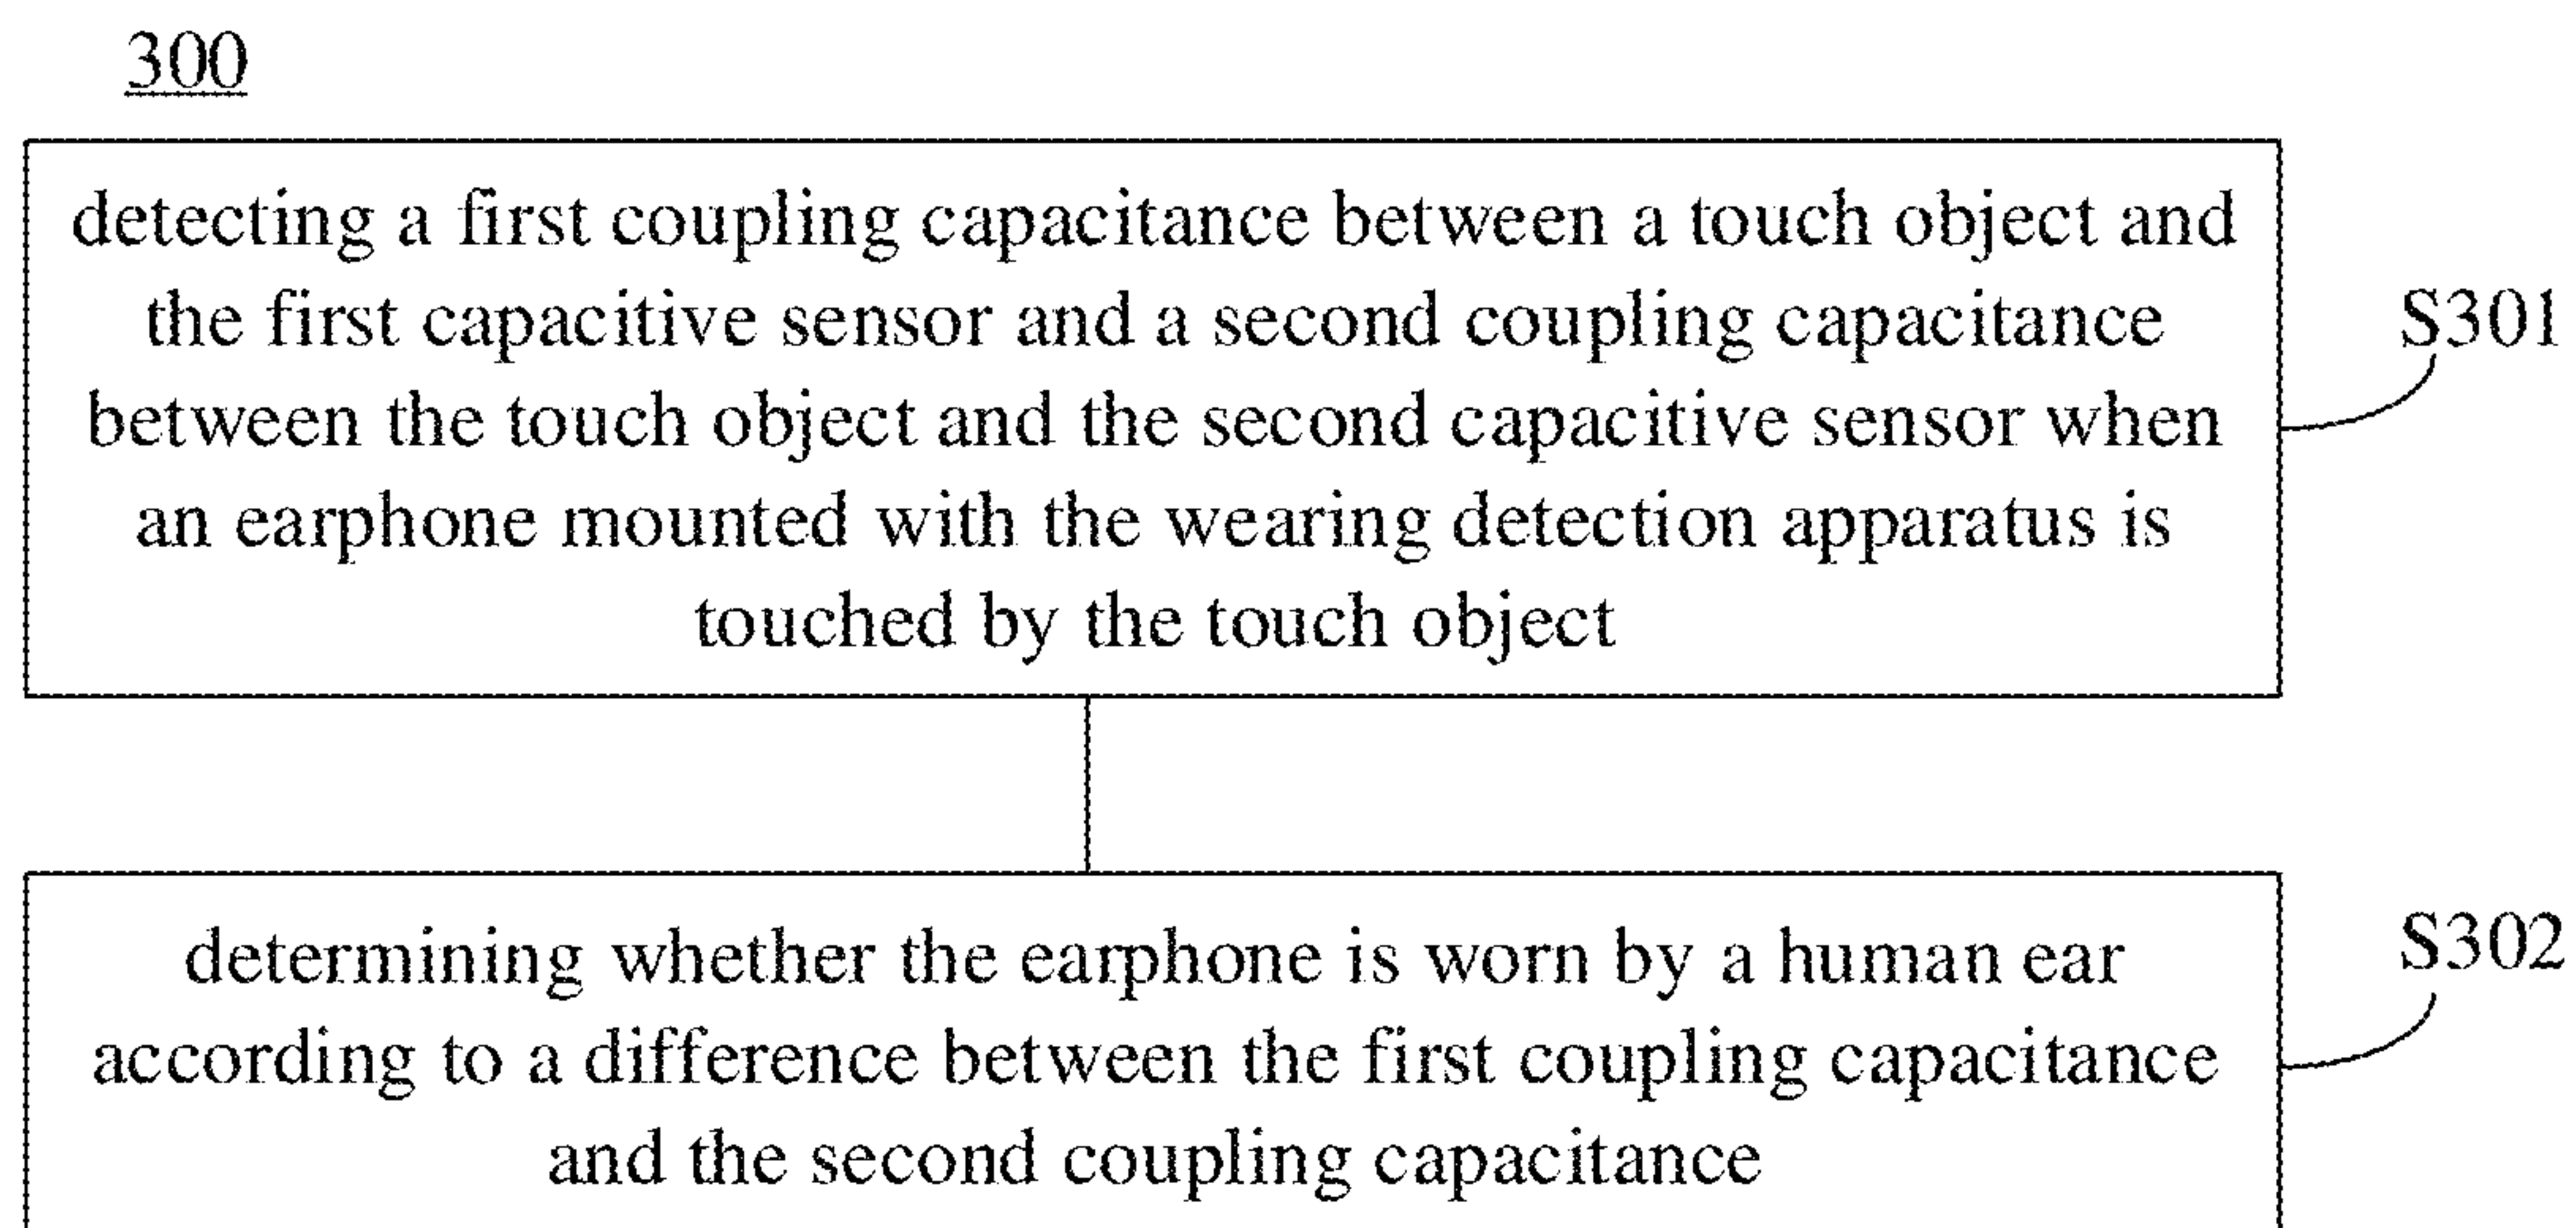 300
detecting a first coupling capacitance between a touch object and
the first capacitive sensor and a second coupling capacitance
between the touch object and the second capacitive sensor when
an earphone mounted with the wearing detection apparatus is
touched by the touch object
S301
determining whether the earphone is worn by a human ear
according to a difference between the first coupling capacitance
and the second coupling capacitance
S302